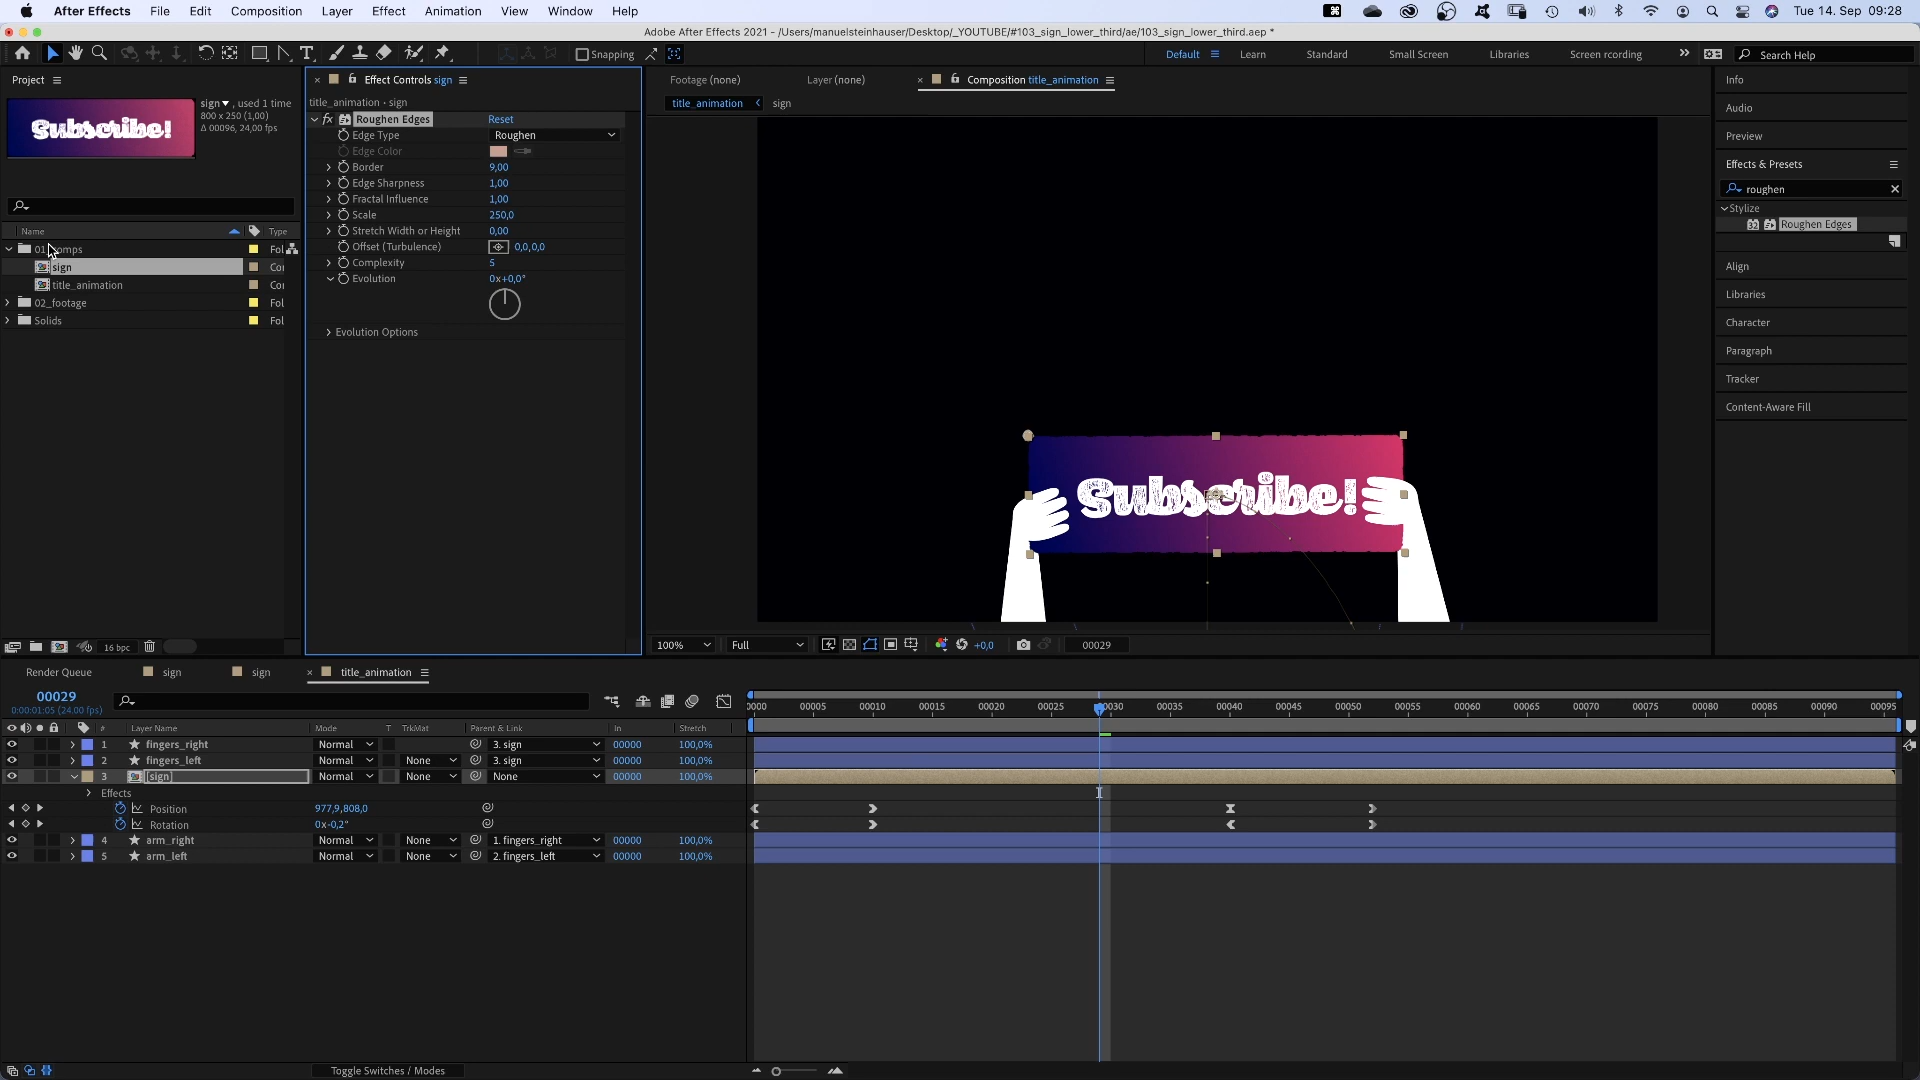 After Effects File Edit Composition Layer Effect Animation View Window Help Tue 14. Sep 09:28
Adobe After Effects 2021 - /Users/manuelsteinhauser/Desktop/_YOUTUBE/#103_sign_lower_third/ae/103_sign_lower_third.aep *
Snapping Default Learn Standard Small Screen Libraries Screen rcording Search Help
Project
Subscribe!
sign , used 1 time
800 x 250 (1,00)
Δ 00096, 24,00 fps
Name Type
sign Co
title_animation Co
02_footage Fol
Solids Fol
16 bpc
Effect Controls sign
title_animation • sign
fx Roughen Edges Reset
Edge Type Roughen
Edge Color
Border 9,00
Edge Sharpness 1,00
Fractal Influence 1,00
Scale 250,0
Stretch Width or Height 0,00
Offset (Turbulence) 0,0,0,0
Complexity 5
Evolution 0x+0,0°
Evolution Options
Footage (none) Layer (none) Composition title_animation
title_animation sign
Subscribe!
100% Full +0,0 00029
Info
Audio
Preview
Effects & Presets
roughen
Stylize
32 Roughen Edges
Align
Libraries
Character
Paragraph
Tracker
Content-Aware Fill
Render Queue sign sign title_animation
00029
0:00:01:05 (24.00 fps)
# Layer Name Mode T TrkMat Parent & Link In Stretch
0000 00005 00010 00015 00020 00025 00030 00035 00040 00045 00050 00055 00060 00065 00070 00075 00080 00085 00090 00095
1 fingers_right Normal 3. sign 00000 100,0%
2 fingers_left Normal None 3. sign 00000 100,0%
3 [sign] Normal None None 00000 100,0%
Effects
Position 977,9,808,0
Rotation 0x-0,2°
4 arm_right Normal None 1. fingers_right 00000 100,0%
5 arm_left Normal None 2. fingers_left 00000 100,0%
Toggle Switches / Modes